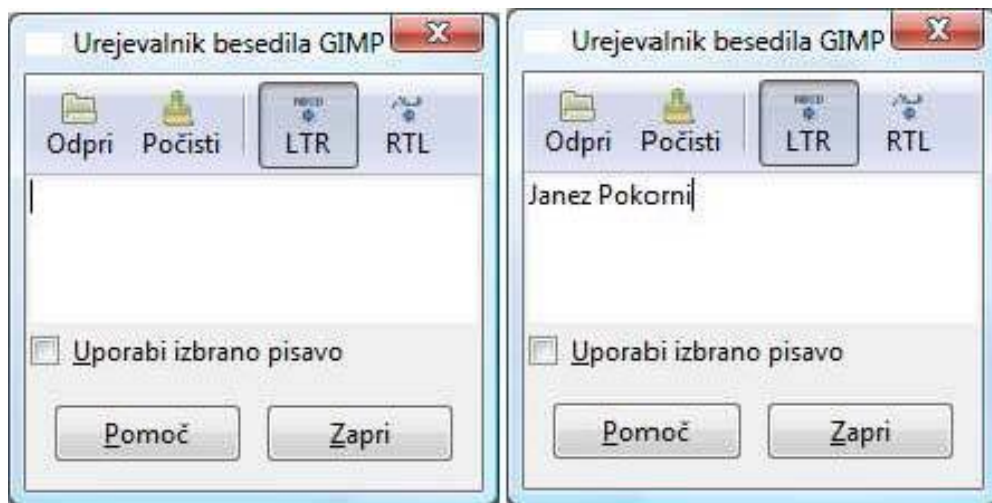 Urejevalnik besedila GIMP
Odpri Počisti LTR RTL
Uporabi izbrano pisavo
Pomoč Zapri
Urejevalnik besedila GIMP
Odpri Počisti LTR RTL
Janez Pokorni
Uporabi izbrano pisavo
Pomoč Zapri